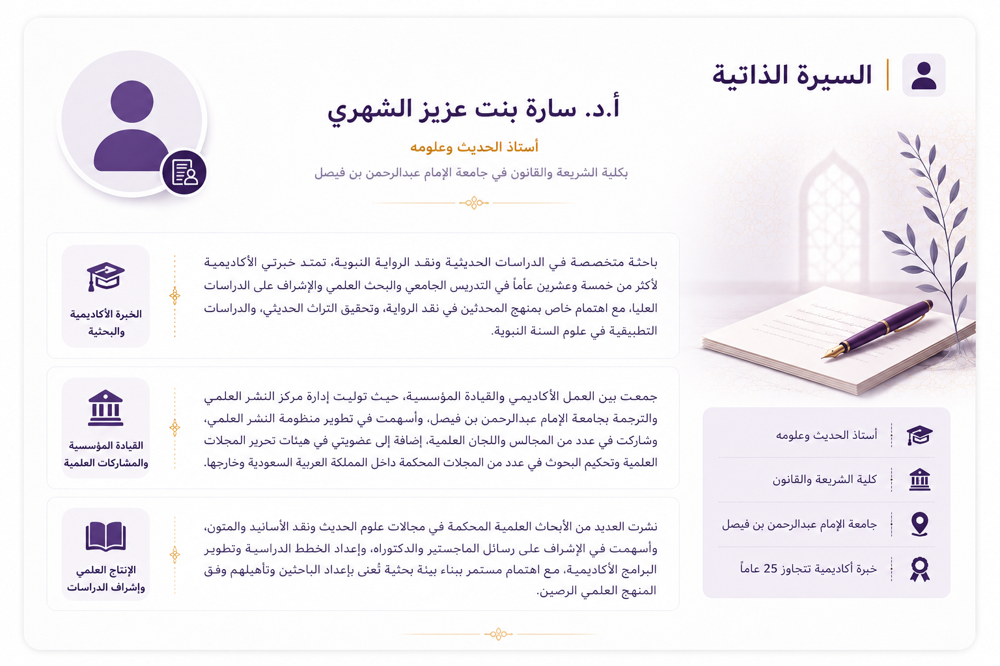 السيرة الذاتية
أ.د. سارة بنت عزيز الشهري
أستاذ الحديث وعلومه
بكلية الشريعة والقانون في جامعة الإمام عبدالرحمن بن فيصل
باحثة متخصصة في الدراسات الحديثية ونقد الرواية النبوية، تمتد خبرتي الأكاديمية
لأكثر من خمسة وعشرين عأماً في التدريس الجامعي والبحث العلمي والإشراف على الدراسات
العليا، مع اهتمام خاص بمنهج المحدثين في نقد الرواية، وتحقيق التراث الحديثي، والدراسات
التطبيقية في علوم السنة النبوية.
الخبرة الأكاديمية
والبحثية
جمعت بين العمل الأكاديمي والقيادة المؤسسية، حيث توليت إدارة مركز النشر العلمي
والترجمة بجامعة الإمام عبدالرحمن بن فيصل، وأسهمت في تطوير منظومة النشر العلمي،
وشاركت في عدد من المجالس واللجان العلمية، إضافة إلى عضويتي في هيئات تحرير المجلات
العلمية وتحكيم البحوث في عدد من المجلات المحكمة داخل المملكة العربية السعودية وخارجها.
القيادة المؤسسية
والمشاركات العلمية
نشرت العديد من الأبحاث العلمية المحكمة في مجالات علوم الحديث ونقد الأسانيد والمتون،
وأسهمت في الإشراف على رسائل الماجستير والدكتوراه، وإعداد الخطط الدراسية وتطوير
البرامج الأكاديمية، مع اهتمام مستمر ببناء بيئة بحثية تُعنى بإعداد الباحثين وتأهيلهم وفق
المنهج العلمي الرصين.
الإنتاج العلمي
وإشراف الدراسات
أستاذ الحديث وعلومه
كلية الشريعة والقانون
جامعة الإمام عبدالرحمن بن فيصل
خبرة أكاديمية تتجاوز 25 عاماً